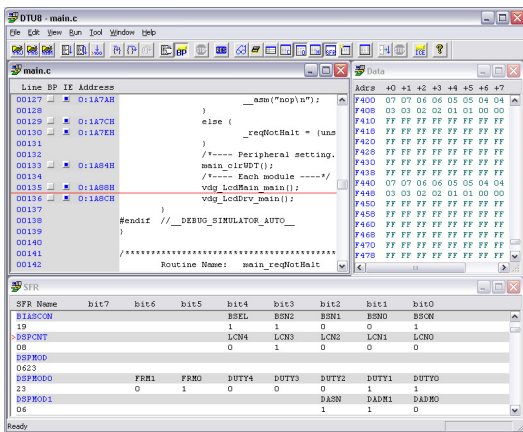 DTU8 - main.c
File Edit View Run Tool Window Help
main.c
Line BP IE Address
00127 0:1A7AH __asm("nop\n");
00128 }
00129 0:1A7CH else {
00130 0:1A7EH _reqNotHalt = (uns
00131 }
00132 /*---- Peripheral setting.
00133 0:1A84H main_clrWDT();
00134 /*---- Each module ----*/
00135 0:1A88H vdg_LcdMain_main();
00136 0:1A8CH vdg_LcdDrv_main();
00137 }
00138 #endif //__DEBUG_SIMULATOR_AUTO__
00139 }
00140
00141 /****************************************
00142 Routine Name: main_reqNotHalt
Data
Adrs +0 +1 +2 +3 +4 +5 +6 +7
F400 07 07 06 06 05 05 04 04
F408 03 03 02 02 01 01 00 00
F410 FF FF FF FF FF FF FF FF
F418 FF FF FF FF FF FF FF FF
F420 FF FF FF FF FF FF FF FF
F428 FF FF FF FF FF FF FF FF
F430 FF FF FF FF FF FF FF FF
F438 FF FF FF FF FF FF FF FF
F440 07 07 06 06 05 05 04 04
F448 03 03 02 02 01 01 00 00
F450 FF FF FF FF FF FF FF FF
F458 FF FF FF FF FF FF FF FF
F460 FF FF FF FF FF FF FF FF
F468 FF FF FF FF FF FF FF FF
F470 FF FF FF FF FF FF FF FF
F478 FF FF FF FF FF FF FF FF
SFR
SFR Name bit7 bit6 bit5 bit4 bit3 bit2 bit1 bit0
BIASCON BSEL BSN2 BSN1 BSN0 BSON
19 1 1 0 0 1
>DSPCNT LCN4 LCN3 LCN2 LCN1 LCN0
08 0 1 0 0 0
DSPMOD
0623
DSPMOD0 FRM1 FRM0 DUTY4 DUTY3 DUTY2 DUTY1 DUTY0
23 0 1 0 0 0 1 1
DSPMOD1 DASN DADM1 DADM0
06 1 1 0
Ready